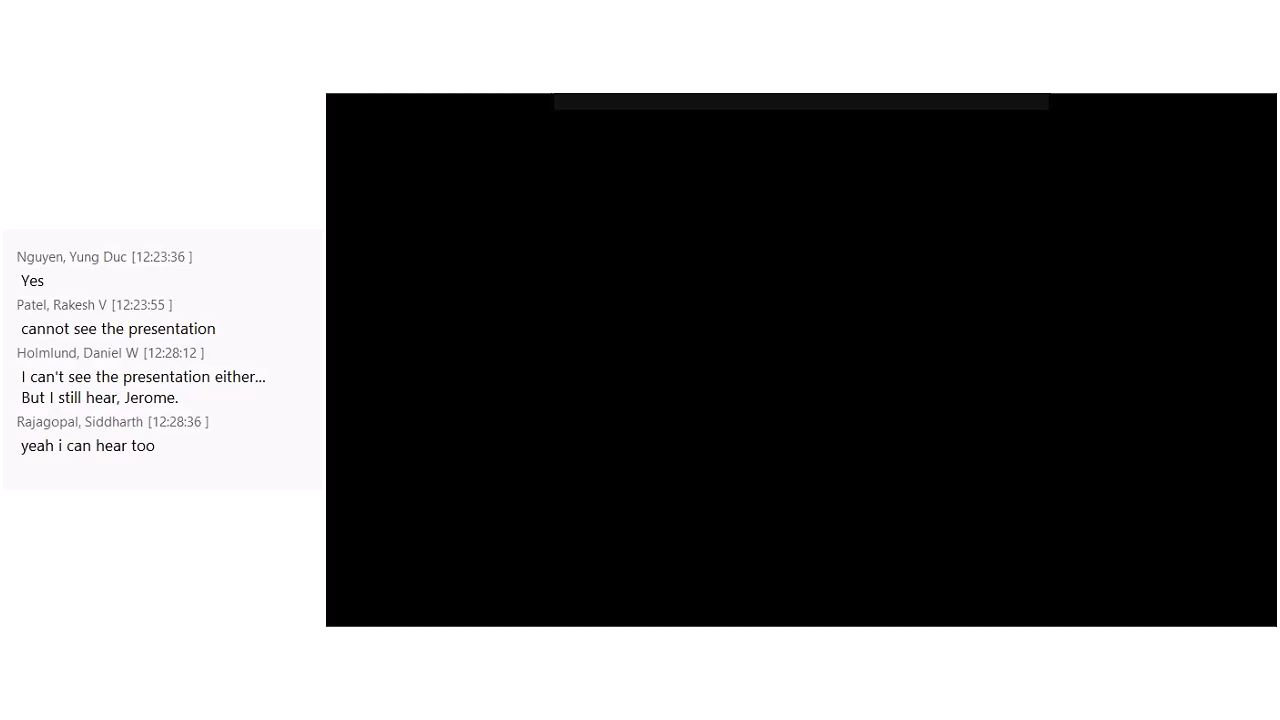 Nguyen, Yung Duc [12:23:36 ]
Yes
Patel, Rakesh V [12:23:55 ]
cannot see the presentation
Holmlund, Daniel W [12:28:12 ]
I can't see the presentation either...
But I still hear, Jerome.
Rajagopal, Siddharth [12:28:36 ]
yeah i can hear too